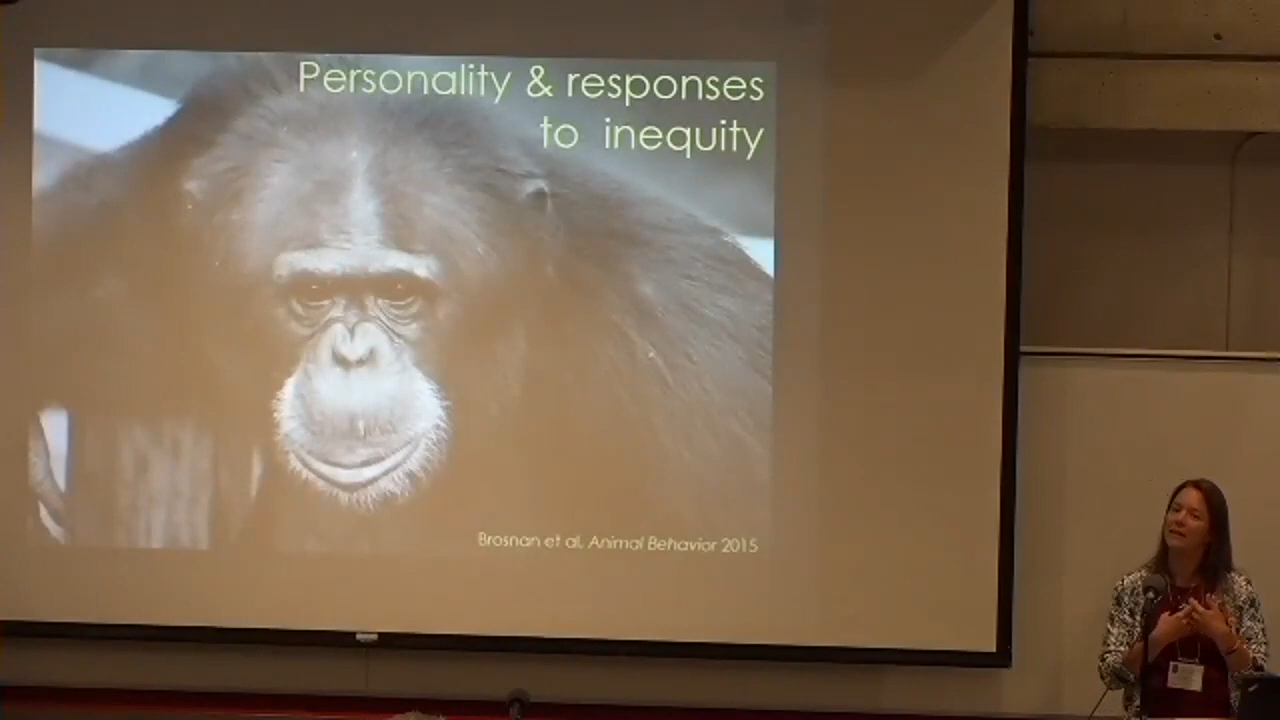 Personality & responses
to inequity
Brosnan et al, Animal Behavior 2015